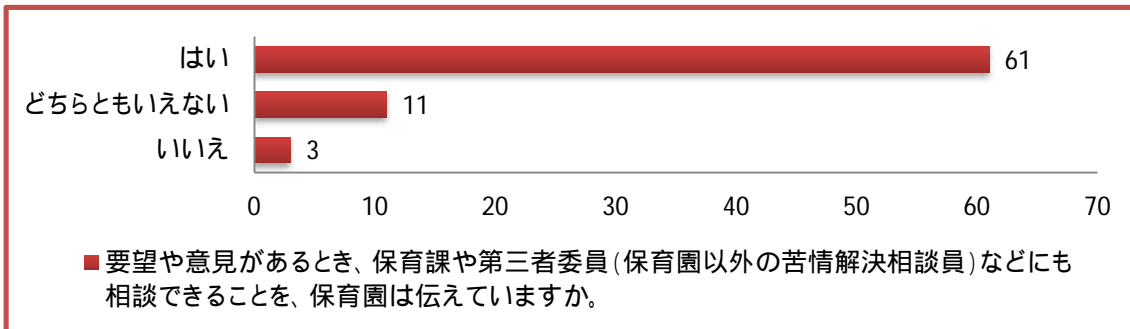 はい 61
どちらともいえない 11
いいえ 3
0 10 20 30 40 50 60 70
要望や意見があるとき、保育課や第三者委員(保育園以外の苦情解決相談員)などにも
相談できることを、保育園は伝えていますか。